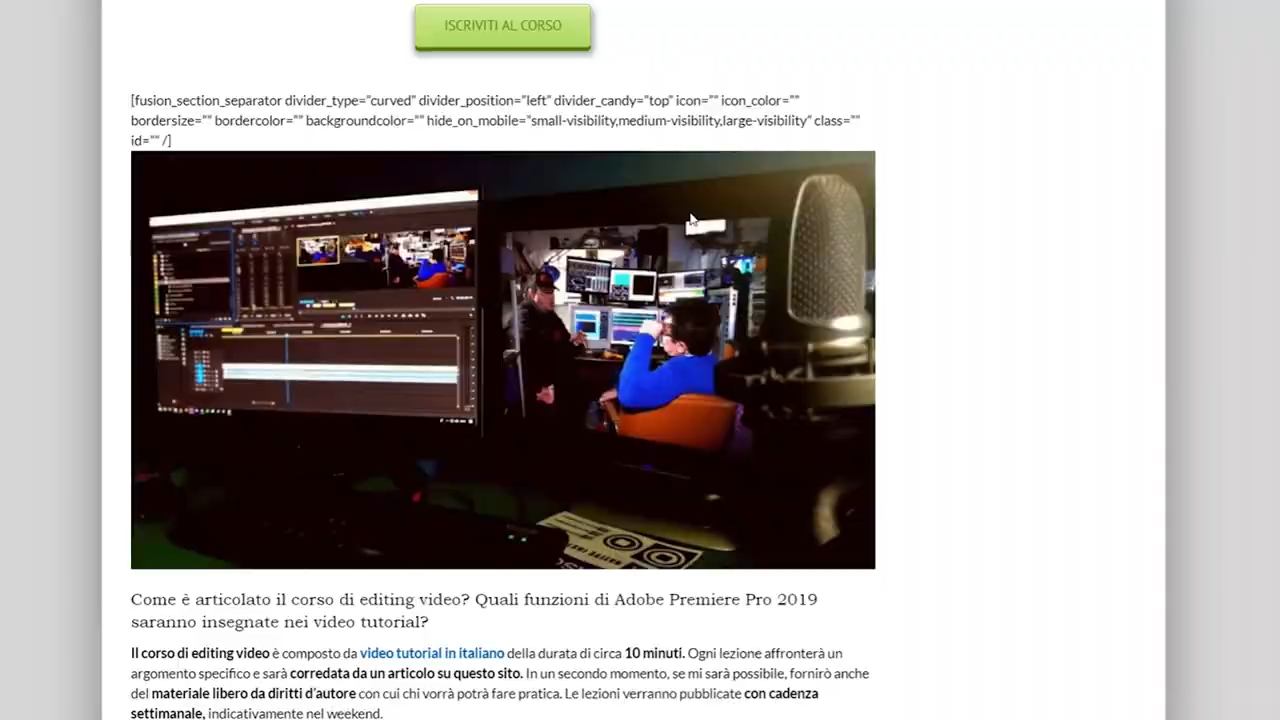 ISCRIVITI AL CORSO
[fusion_section_separator divider_type="curved" divider_position="left" divider_candy="top" icon="" icon_color=""
bordersize="" bordercolor="" backgroundcolor="" hide_on_mobile="small-visibility,medium-visibility,large-visibility" class=""
id="" /]
Come è articolato il corso di editing video? Quali funzioni di Adobe Premiere Pro 2019
saranno insegnate nei video tutorial?
Il corso di editing video è composto da video tutorial in italiano della durata di circa 10 minuti. Ogni lezione affronterà un
argomento specifico e sarà corredata da un articolo su questo sito. In un secondo momento, se mi sarà possibile, fornirò anche
del materiale libero da diritti d'autore con cui chi vorrà potrà fare pratica. Le lezioni verranno pubblicate con cadenza
settimanale, indicativamente nel weekend.